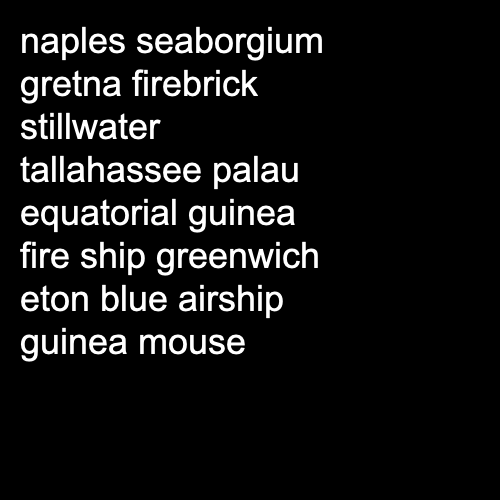 naples seaborgium
gretna firebrick
stillwater
tallahassee palau
equatorial guinea
fire ship greenwich
eton blue airship
guinea mouse